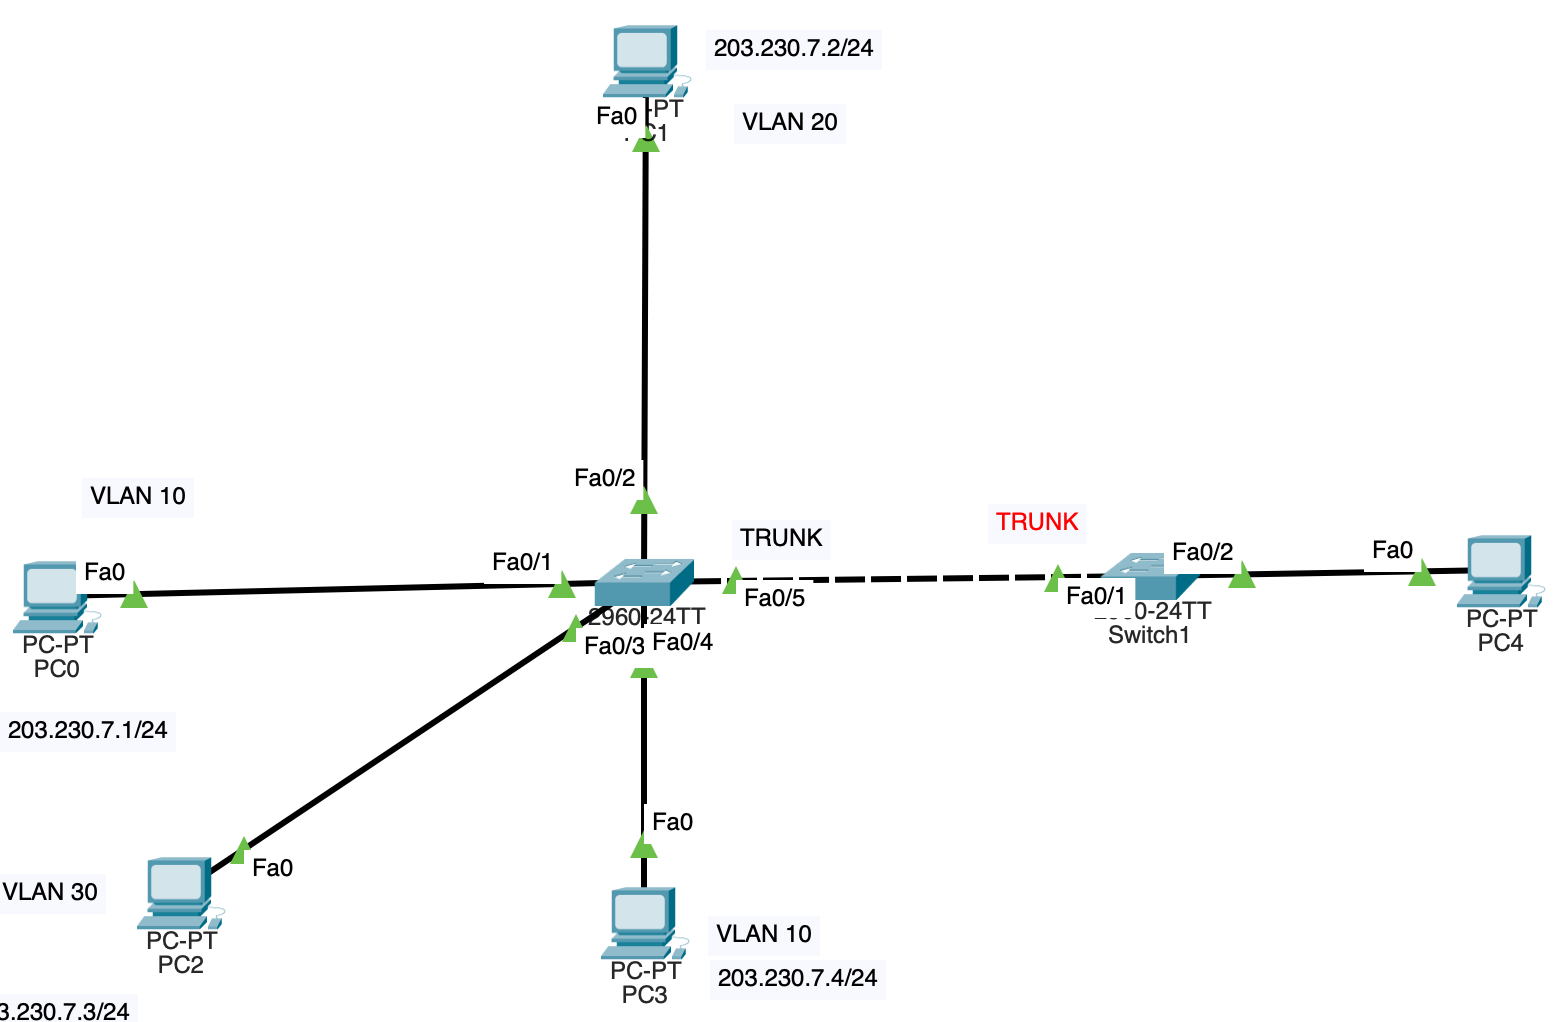 203.230.7.2/24
-PT
Fa0
C1
VLAN 20
Fa0/2
VLAN 10
TRUNK
TRUNK
Fa0/1
Fa0/2
Fa0
Fa0
Fa0/5
Fa0/1
2960-24TT
0-24TT
Switch1
PC-PT
PC4
Fa0/3
Fa0/4
PC-PT
PC0
203.230.7.1/24
Fa0
Fa0
VLAN 30
PC-PT
PC2
VLAN 10
PC-PT
PC3
203.230.7.4/24
3.230.7.3/24